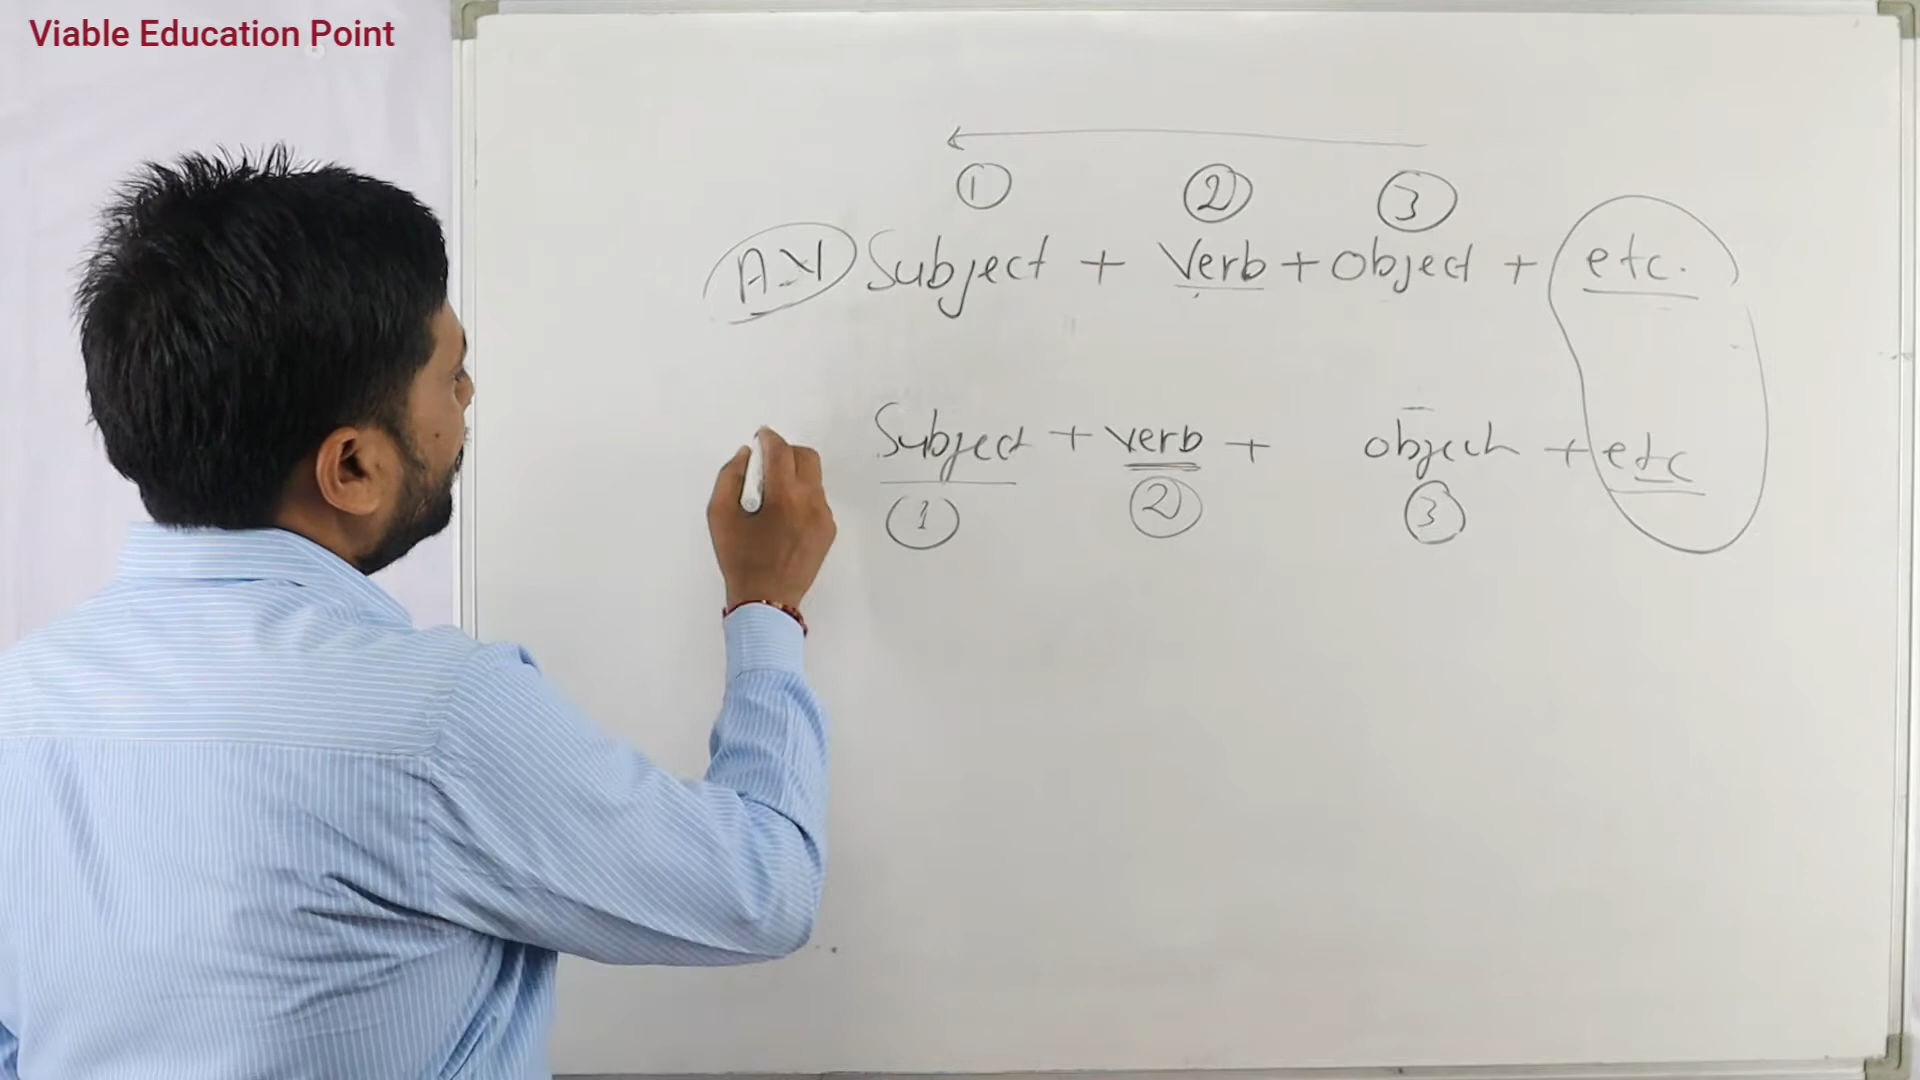 Viable Education Point
① ② ③
A.V Subject + Verb + Object + etc.
Subject + verb + object + etc
① ② ③